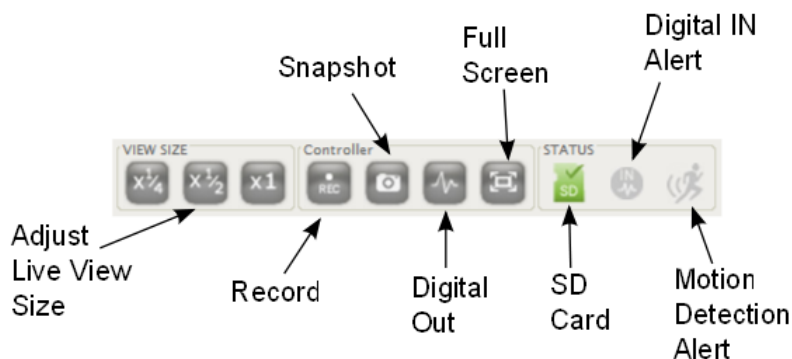 Digital IN
Alert
Full
Screen
Snapshot
VIEW SIZE
Controller
STATUS
x¼
x½
x1
REC
SD
IN
Adjust
Live View
Size
Record
Digital
Out
SD
Card
Motion
Detection
Alert